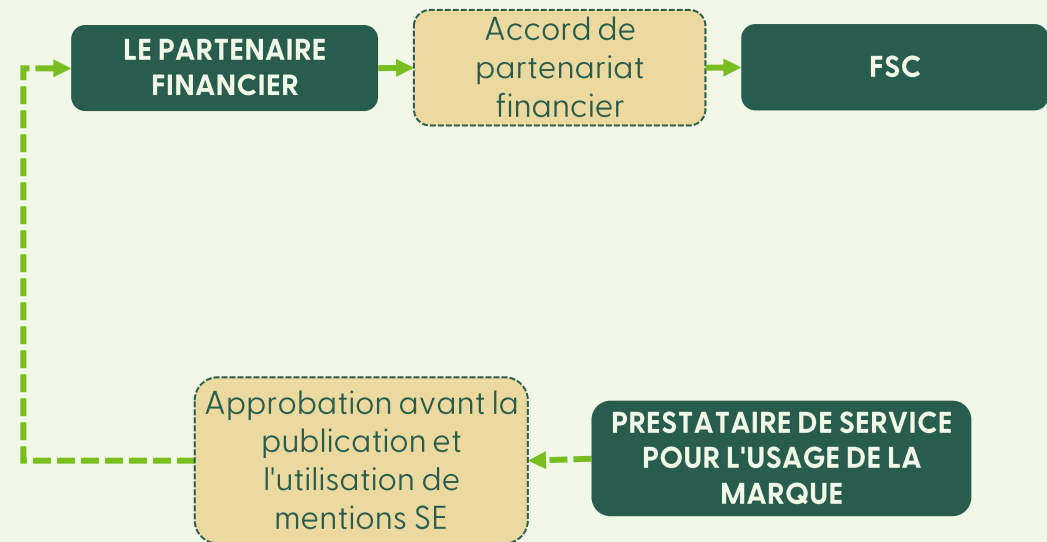 LE PARTENAIRE
FINANCIER
Accord de
partenariat
financier
FSC
Approbation avant la
publication et
l'utilisation de
mentions SE
PRESTATAIRE DE SERVICE
POUR L'USAGE DE LA
MARQUE